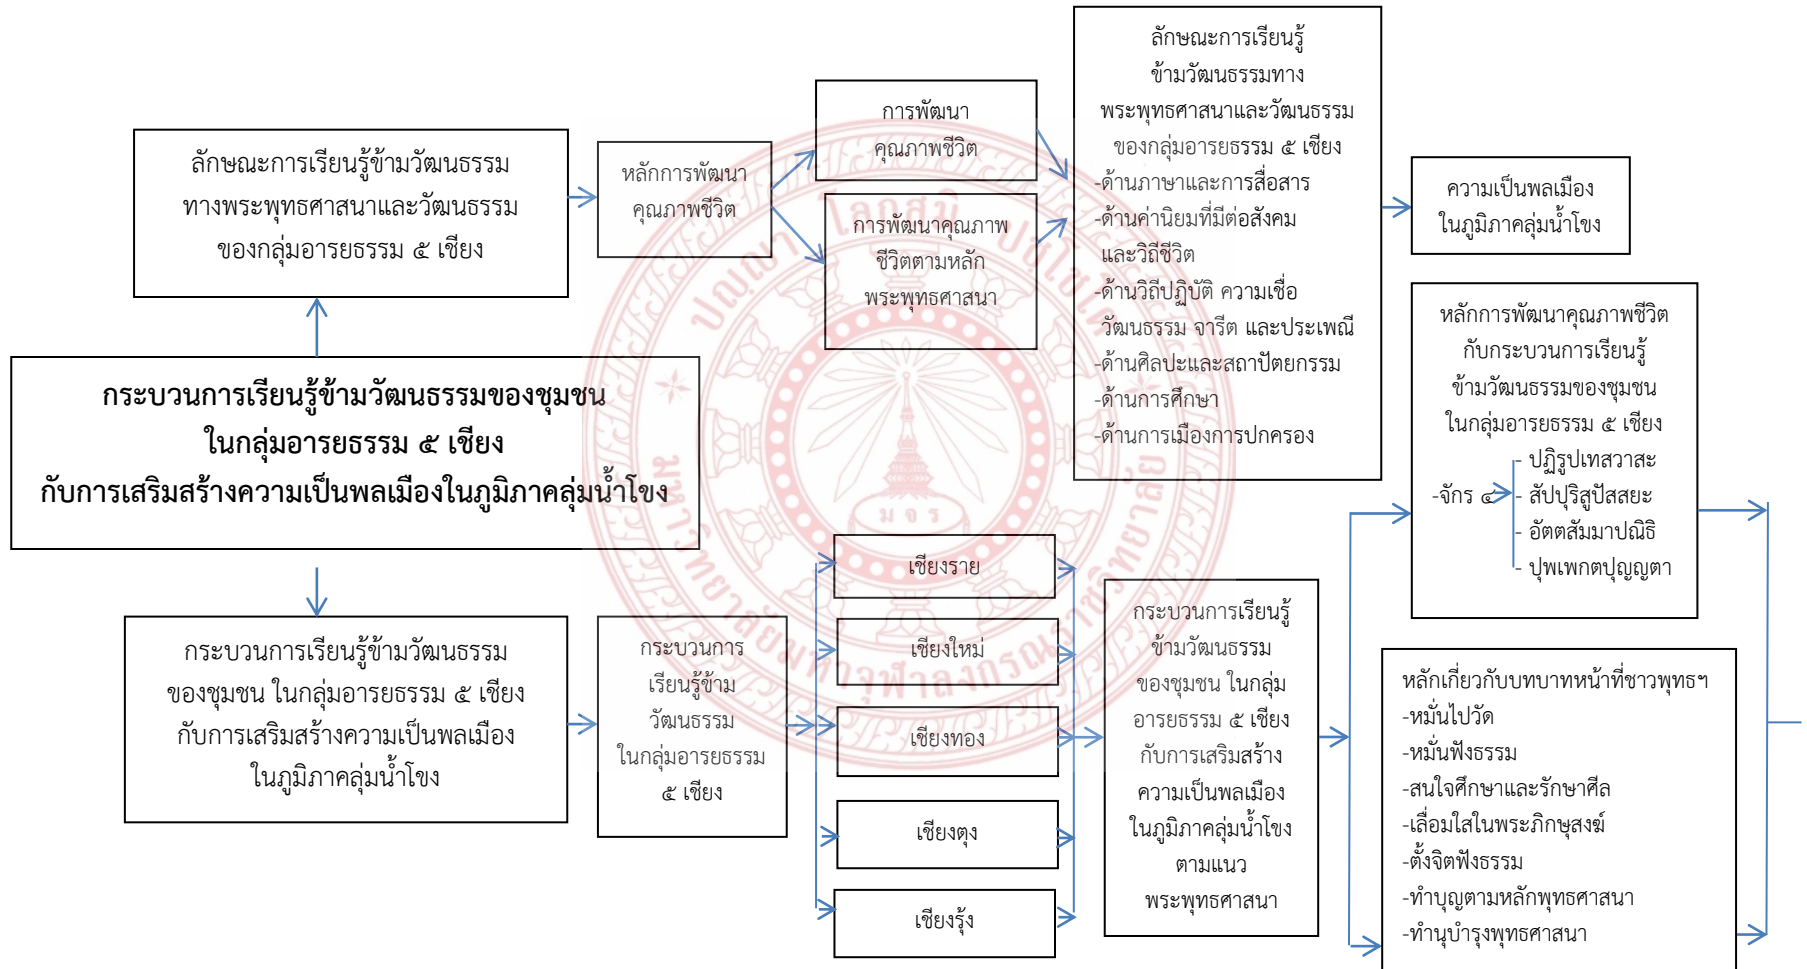 ลักษณะการเรียนรู้ข้ามวัฒนธรรม
ทางพระพุทธศาสนาและวัฒนธรรม
ของกลุ่มอารยธรรม ๕ เชียง
หลักการพัฒนา
คุณภาพชีวิต
การพัฒนา
คุณภาพชีวิต
การพัฒนาคุณภาพ
ชีวิตตามหลัก
พระพุทธศาสนา
ลักษณะการเรียนรู้
ข้ามวัฒนธรรมทาง
พระพุทธศาสนาและวัฒนธรรม
ของกลุ่มอารยธรรม ๕ เชียง
-ด้านภาษาและการสื่อสาร
-ด้านค่านิยมที่มีต่อสังคม
และวิถีชีวิต
-ด้านวิถีปฏิบัติ ความเชื่อ
วัฒนธรรม จารีต และประเพณี
-ด้านศิลปะและสถาปัตยกรรม
-ด้านการศึกษา
-ด้านการเมืองการปกครอง
ความเป็นพลเมือง
ในภูมิภาคลุ่มน้ำโขง
กระบวนการเรียนรู้ข้ามวัฒนธรรมของชุมชน
ในกลุ่มอารยธรรม ๕ เชียง
กับการเสริมสร้างความเป็นพลเมืองในภูมิภาคลุ่มน้ำโขง
กระบวนการเรียนรู้ข้ามวัฒนธรรม
ของชุมชน ในกลุ่มอารยธรรม ๕ เชียง
กับการเสริมสร้างความเป็นพลเมือง
ในภูมิภาคลุ่มน้ำโขง
กระบวนการ
เรียนรู้ข้าม
วัฒนธรรม
ในกลุ่มอารยธรรม
๕ เชียง
เชียงราย
เชียงใหม่
เชียงทอง
เชียงตุง
เชียงรุ้ง
กระบวนการเรียนรู้
ข้ามวัฒนธรรม
ของชุมชน ในกลุ่ม
อารยธรรม ๕ เชียง
กับการเสริมสร้าง
ความเป็นพลเมือง
ในภูมิภาคลุ่มน้ำโขง
ตามแนว
พระพุทธศาสนา
หลักการพัฒนาคุณภาพชีวิต
กับกระบวนการเรียนรู้
ข้ามวัฒนธรรมของชุมชน
ในกลุ่มอารยธรรม ๕ เชียง
-จักร ๔
- ปฏิรูปเทสวาสะ
- สัปปุริสูปัสสยะ
- อัตตสัมมาปณิธิ
- ปุพเพกตปุญญตา
หลักเกี่ยวกับบทบาทหน้าที่ชาวพุทธฯ
-หมั่นไปวัด
-หมั่นฟังธรรม
-สนใจศึกษาและรักษาศีล
-เลื่อมใสในพระภิกษุสงฆ์
-ตั้งจิตฟังธรรม
-ทำบุญตามหลักพุทธศาสนา
-ทำนุบำรุงพุทธศาสนา
ปญฺญา โลกสฺมิ ปชฺโชโต
ม จ ร
มหาวิทยาลัยมหาจุฬาลงกรณราชวิทยาลัย